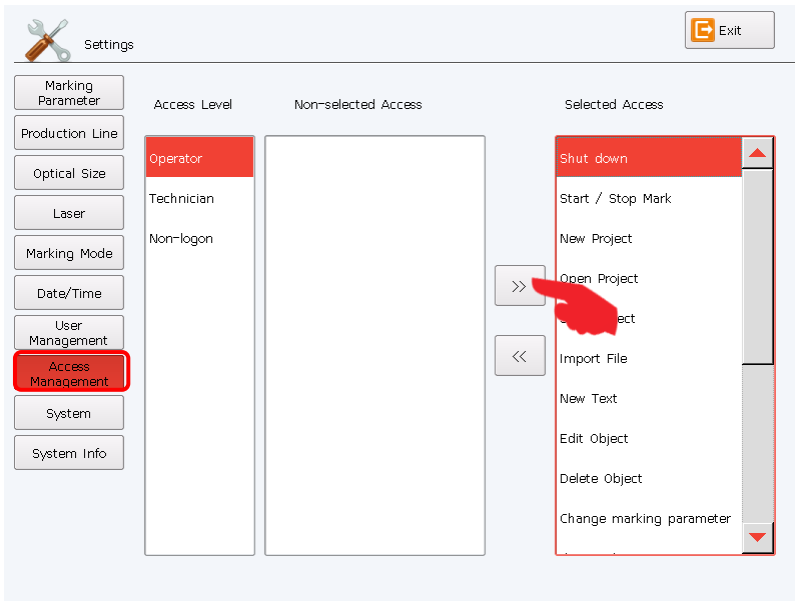 Settings
Exit
Marking
Parameter
Production Line
Optical Size
Laser
Marking Mode
Date/Time
User
Management
Access
Management
System
System Info
Access Level
Non-selected Access
Selected Access
Operator
Technician
Non-logon
>>
<<
Shut down
Start / Stop Mark
New Project
Open Project
Import File
New Text
Edit Object
Delete Object
Change marking parameter